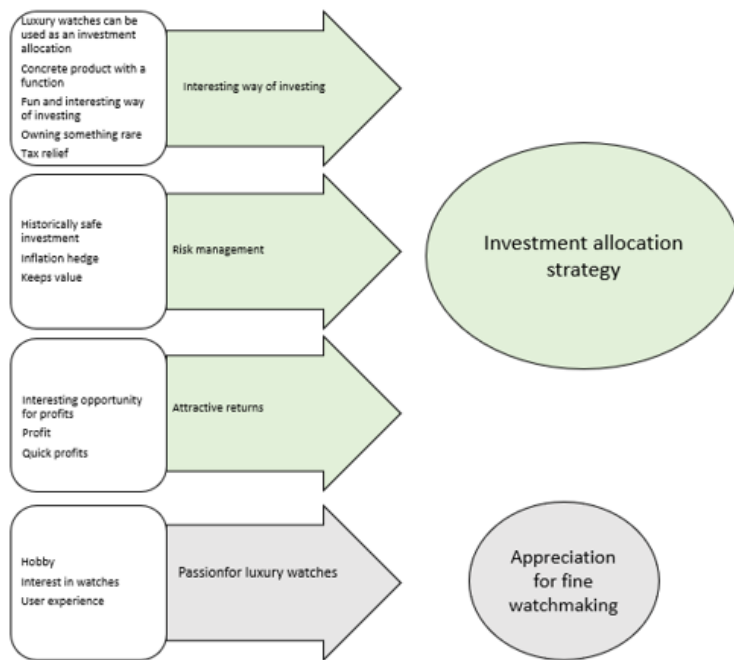 Luxury watches can be
used as an investment
allocation
Concrete product with a
function
Fun and interesting way
of investing
Owning something rare
Tax relief
Interesting way of investing
Historically safe
investment
Inflation hedge
Keeps value
Risk management
Investment allocation
strategy
Interesting opportunity
for profits
Profit
Quick profits
Attractive returns
Hobby
Interest in watches
User experience
Passionfor luxury watches
Appreciation
for fine
watchmaking